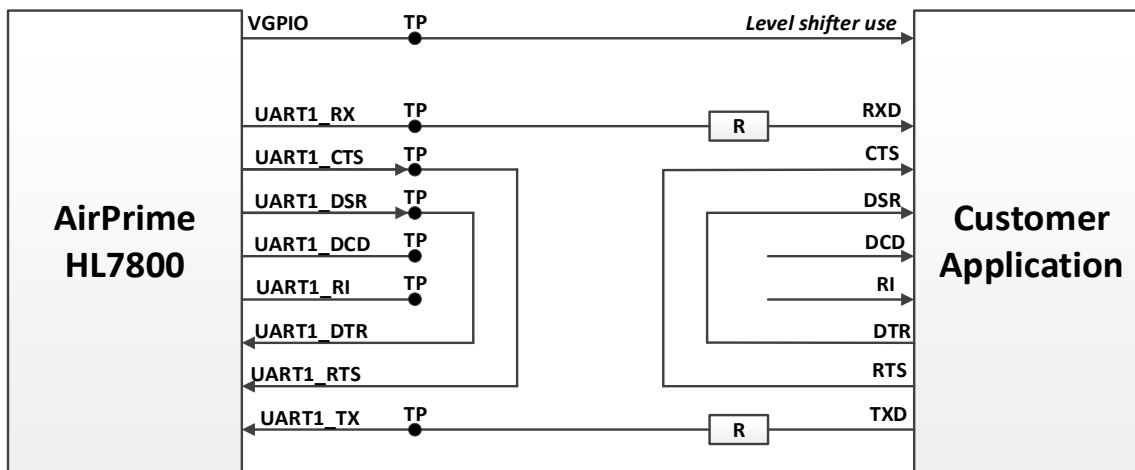 VGPIO TP Level shifter use
UART1_RX TP R RXD
UART1_CTS TP CTS
UART1_DSR TP DSR
AirPrime
HL7800
UART1_DCD TP DCD
UART1_RI TP RI
Customer
Application
UART1_DTR DTR
UART1_RTS RTS
UART1_TX TP R TXD